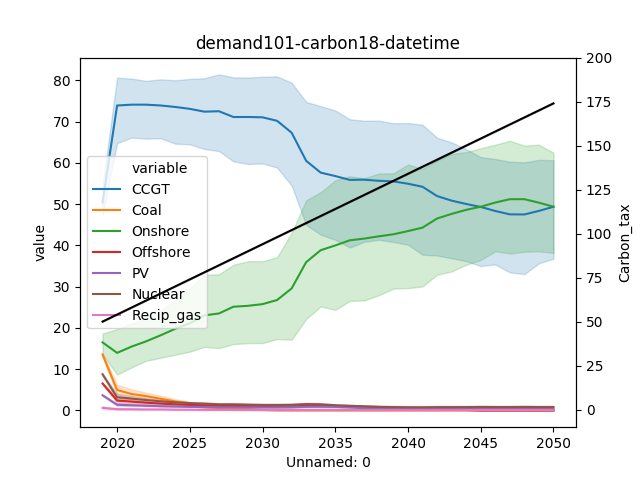 demand101-carbon18-datetime
value
80
70
60
50
40
30
20
10
0
variable
CCGT
Coal
Onshore
Offshore
PV
Nuclear
Recip_gas
200
175
150
125
100
75
50
25
0
Carbon_tax
2020 2025 2030 2035 2040 2045 2050
Unnamed: 0